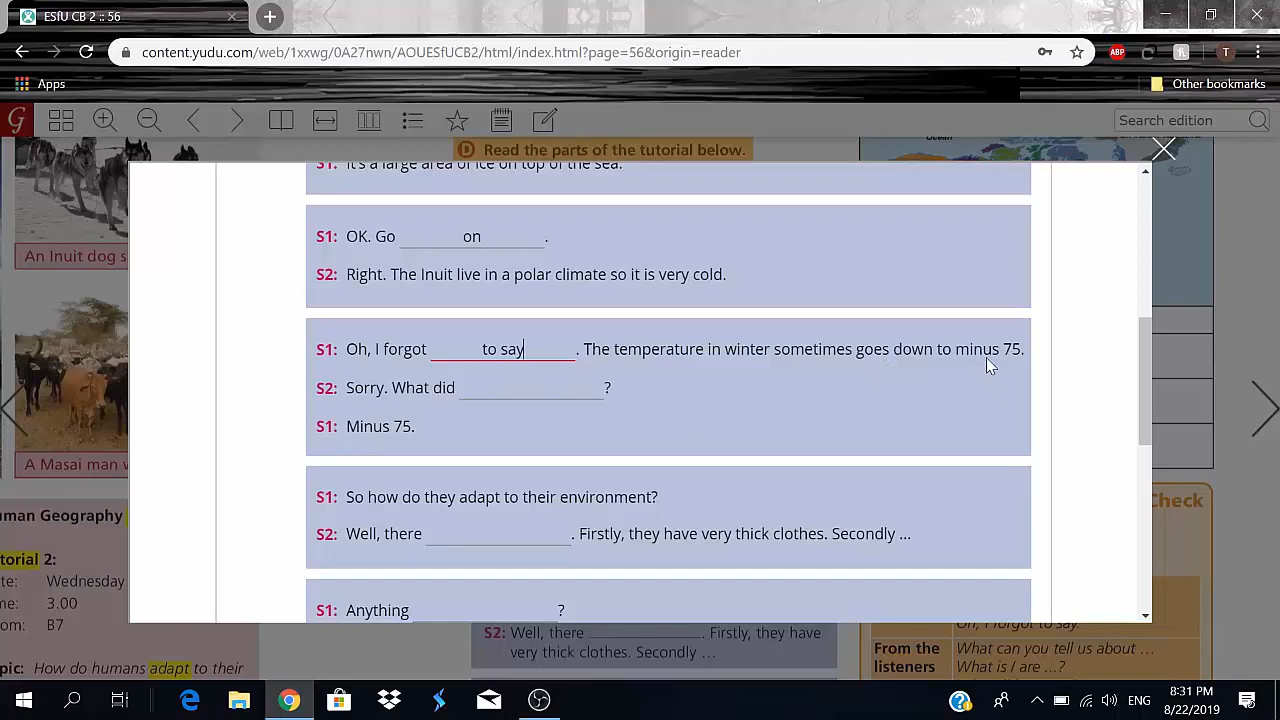 ESfU CB 2 :: 56
content.yudu.com/web/1xxwg/0A27nwn/AOUESfUCB2/html/index.html?page=56&origin=reader
ABP
T
Apps
Other bookmarks
G
Search edition
D Read the parts of the tutorial below.
S1: It's a large area of ice on top of the sea.
S1: OK. Go on .
S2: Right. The Inuit live in a polar climate so it is very cold.
S1: Oh, I forgot to say . The temperature in winter sometimes goes down to minus 75.
S2: Sorry. What did ?
S1: Minus 75.
S1: So how do they adapt to their environment?
S2: Well, there . Firstly, they have very thick clothes. Secondly ...
S1: Anything ?
An Inuit dog s
A Masai man
uman Geography
torial 2:
te: Wednesday
me: 3.00
om: B7
pic: How do humans adapt to their
S2: Well, there . Firstly, they have
very thick clothes. Secondly ...
Check
Oh, I forgot to say.
From the listeners
What can you tell us about ...
What is / are ...?
ENG
8:31 PM
8/22/2019